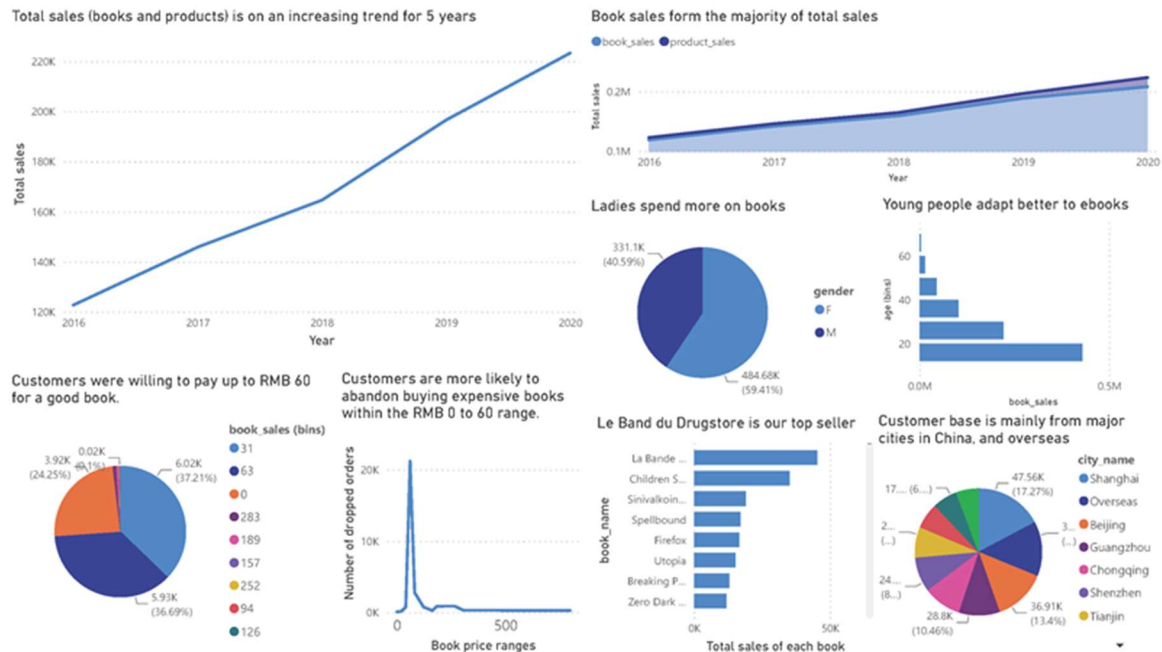 Total sales (books and products) is on an increasing trend for 5 years
220K
200K
180K
160K
140K
120K
Total sales
2016
2017
2018
2019
2020
Year
Book sales form the majority of total sales
book_sales
product_sales
0.2M
0.1M
Total sales
2016
2017
2018
2019
2020
Year
Ladies spend more on books
331.1K
(40.59%)
484.68K
(59.41%)
gender
F
M
Young people adapt better to ebooks
60
40
20
age (bins)
0.0M
0.5M
book_sales
Customers were willing to pay up to RMB 60
for a good book.
3.92K
(24.25%)
0.02K
6.02K
(37.21%)
5.93K
(36.69%)
book_sales (bins)
31
63
0
283
189
157
252
94
126
Customers are more likely to
abandon buying expensive books
within the RMB 0 to 60 range.
20K
10K
0K
Number of dropped orders
0
500
Book price ranges
Le Band du Drugstore is our top seller
La Bande ...
Children S...
Sinivalkoin...
Spellbound
Firefox
Utopia
Breaking P...
Zero Dark ...
book_name
0K
50K
Total sales of each book
Customer base is mainly from major
cities in China, and overseas
17.... (6....)
2...
(...)
24....
(8...)
28.8K
(10.46%)
47.56K
(17.27%)
3...
(...)
36.91K
(13.4%)
city_name
Shanghai
Overseas
Beijing
Guangzhou
Chongqing
Shenzhen
Tianjin